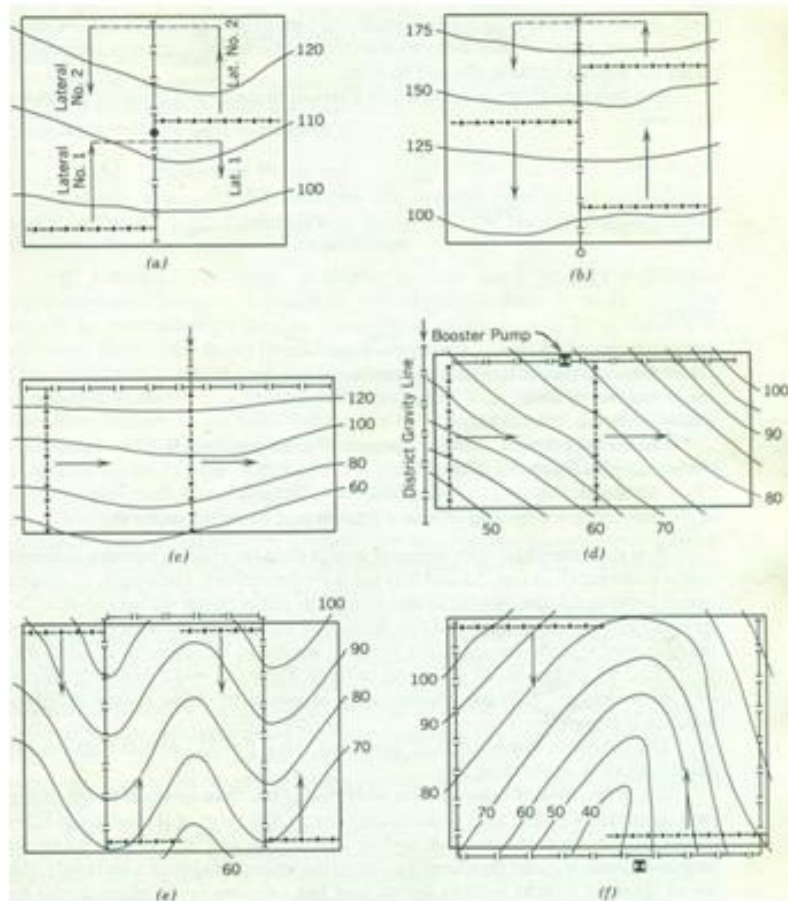 Lateral No. 2
Lat. No. 2
120
110
Lateral No. 1
Lat. 1
100
(a)
175
150
125
100
(b)
120
100
80
60
(c)
Booster Pump
District Gravity Line
100
90
80
50
60
70
(d)
100
90
80
70
60
(e)
100
90
80
70
60
50
40
(f)